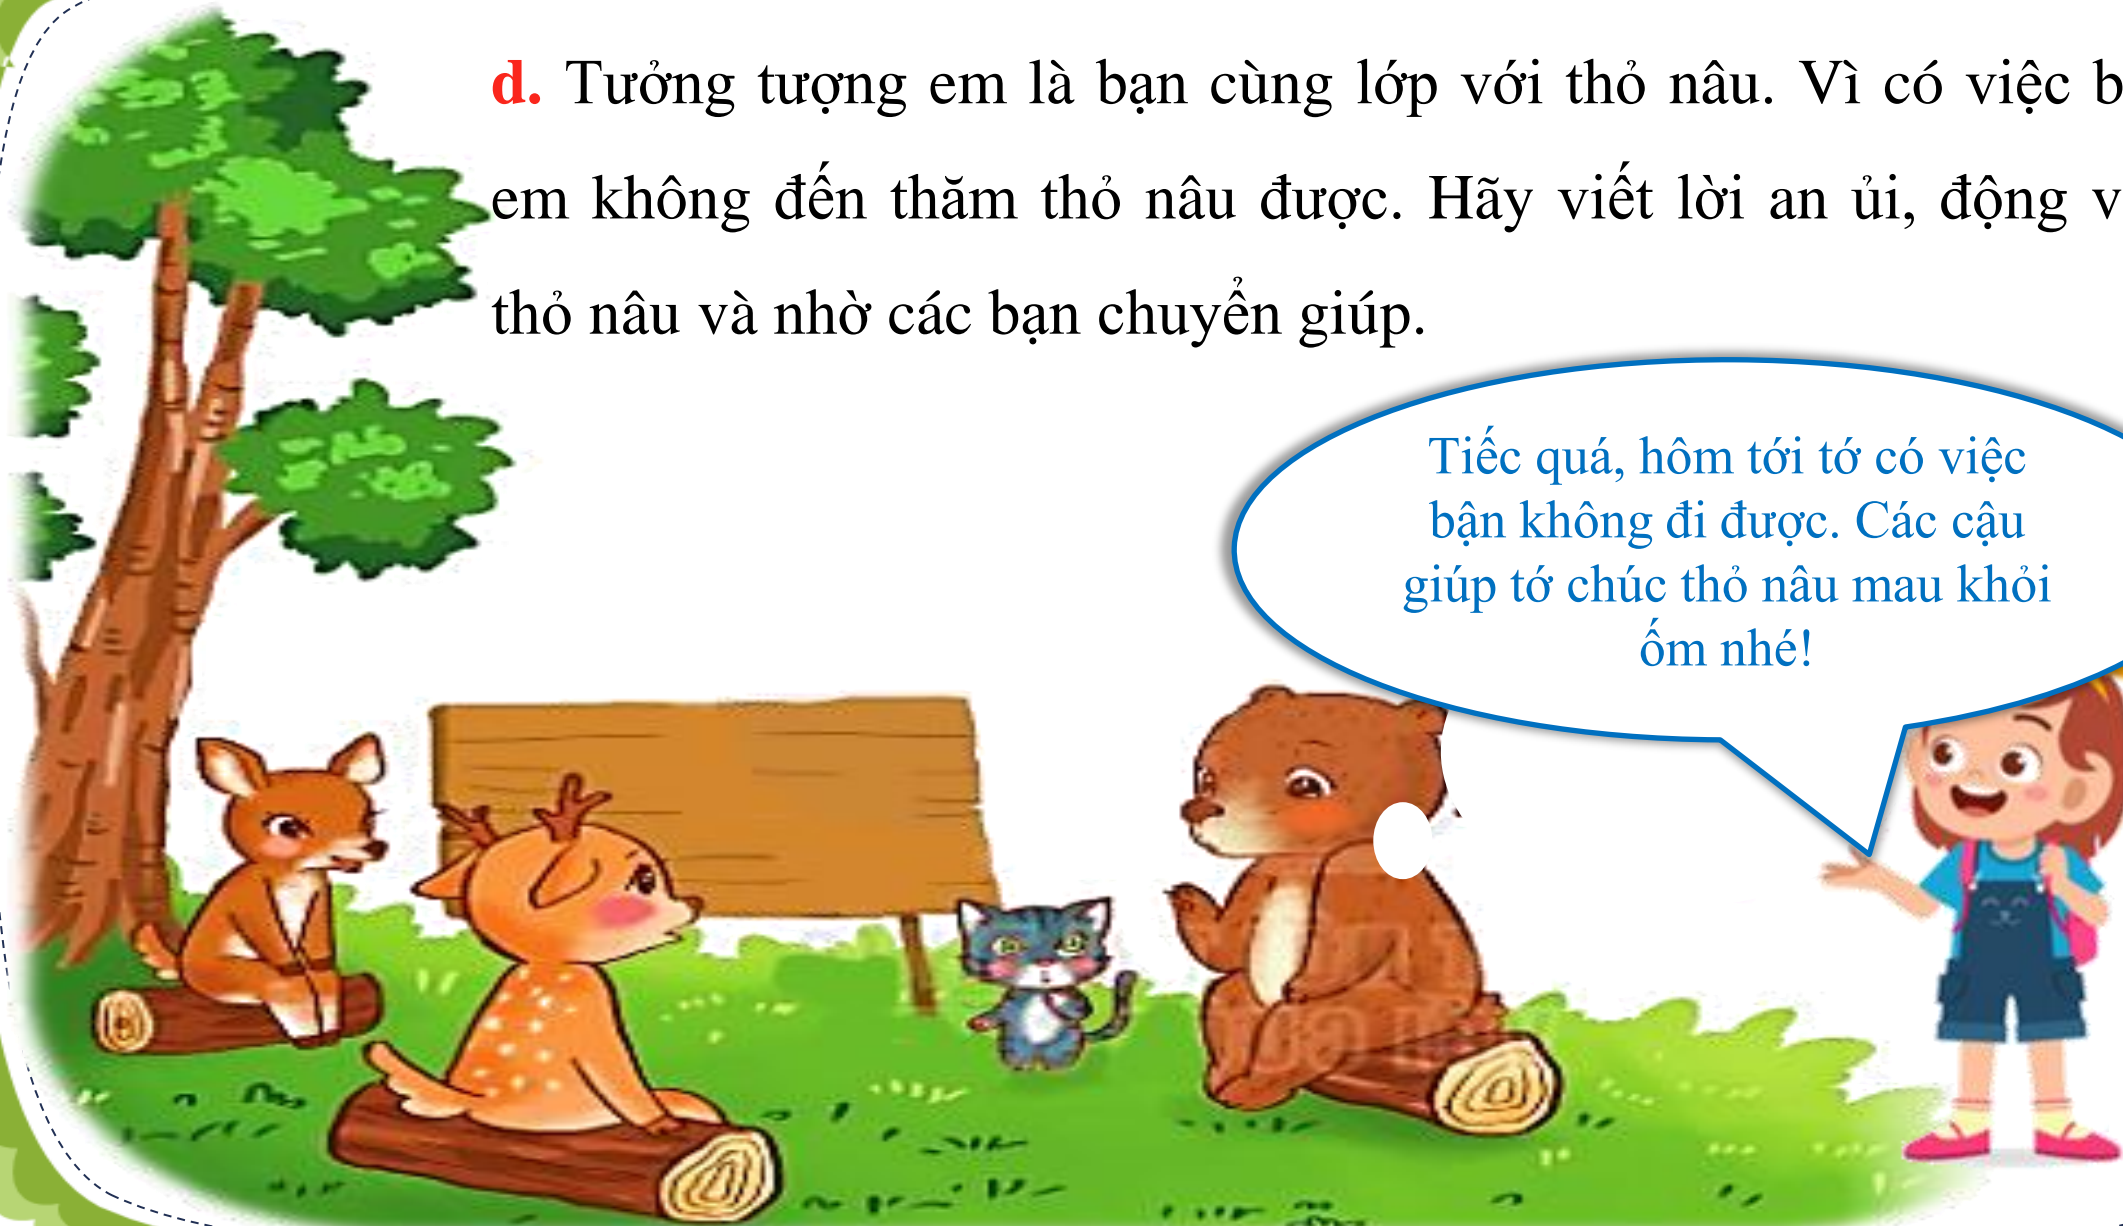 d. Tưởng tượng em là bạn cùng lớp với thỏ nâu. Vì có việc b
em không đến thăm thỏ nâu được. Hãy viết lời an ủi, động v
thỏ nâu và nhờ các bạn chuyển giúp.
Tiếc quá, hôm tới tớ có việc
bận không đi được. Các cậu
giúp tớ chúc thỏ nâu mau khỏi
ốm nhé!